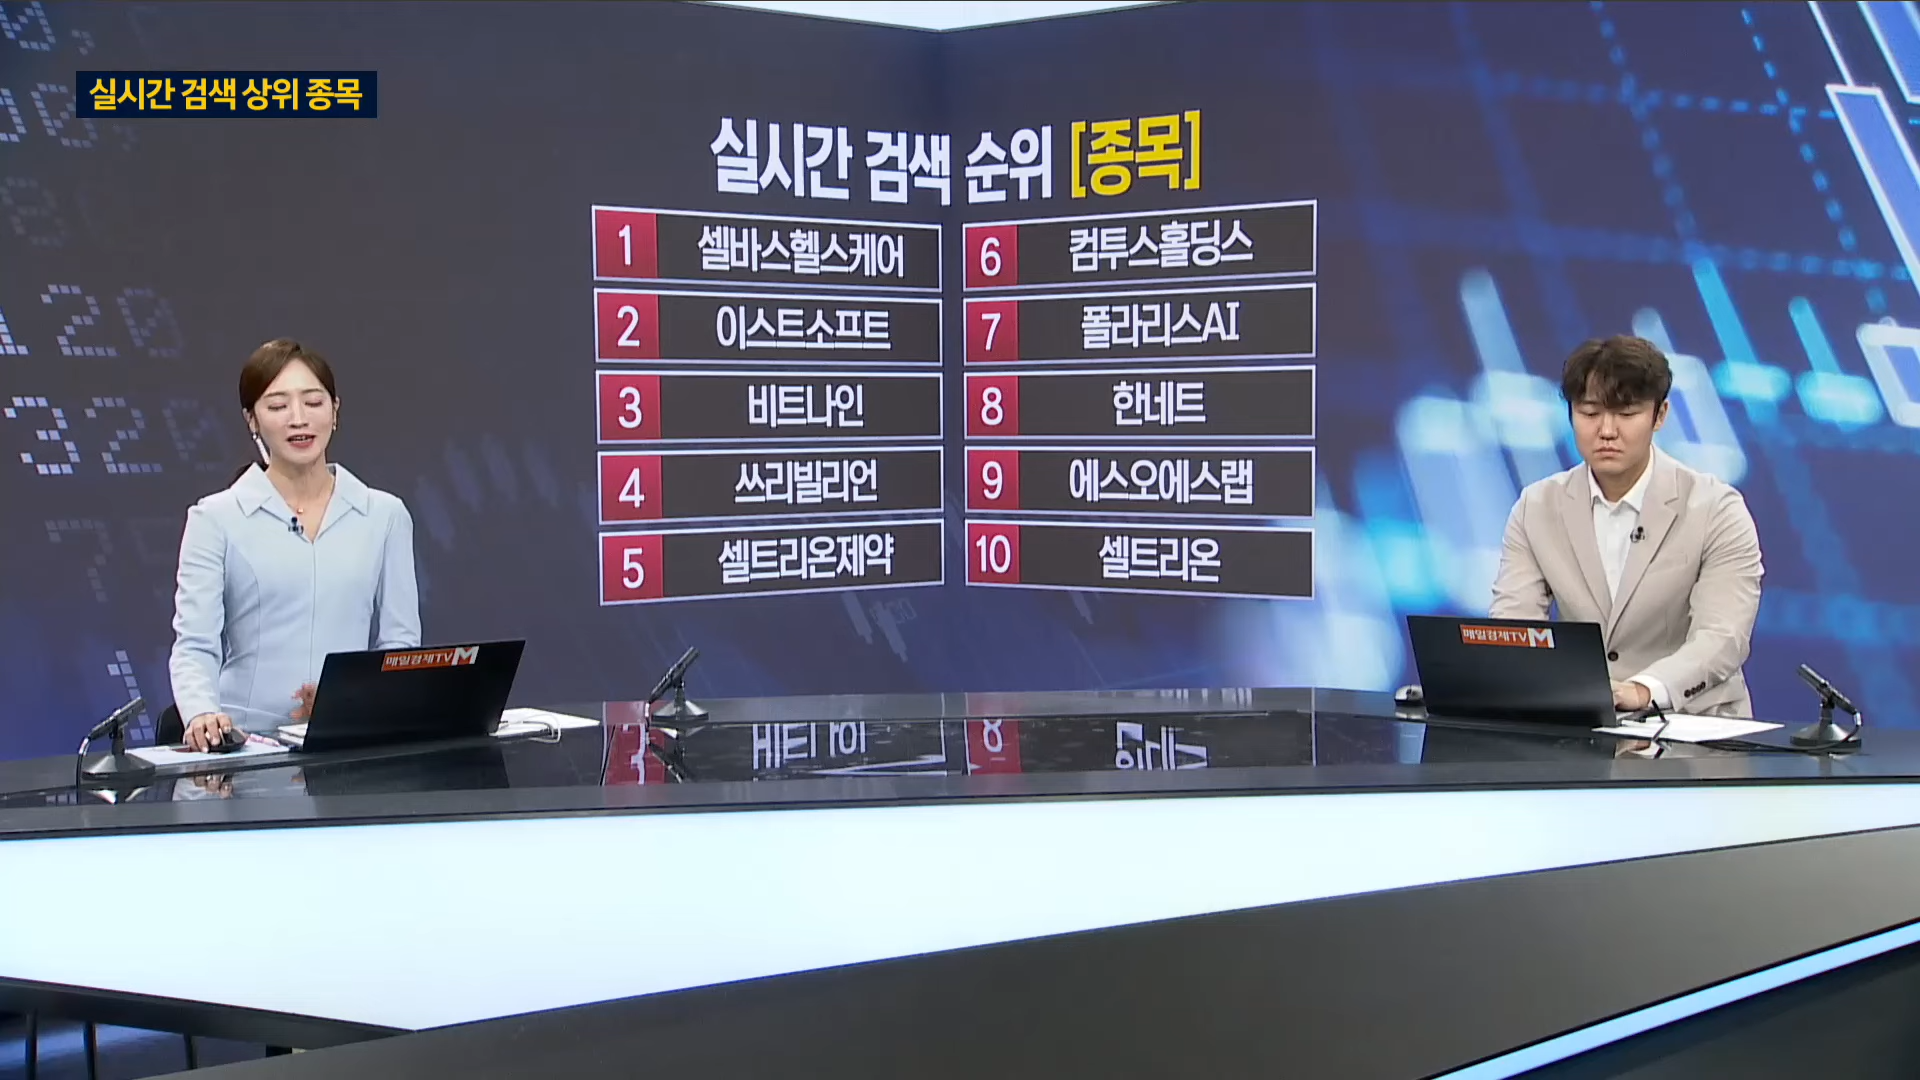 실시간 검색 상위 종목
실시간 검색 순위 [종목]
1 셀바스헬스케어
2 이스트소프트
3 비트나인
4 쓰리빌리언
5 셀트리온제약
6 컴투스홀딩스
7 폴라리스AI
8 한네트
9 에스오에스랩
10 셀트리온
매일경제TV M
매일경제TV M
120
320